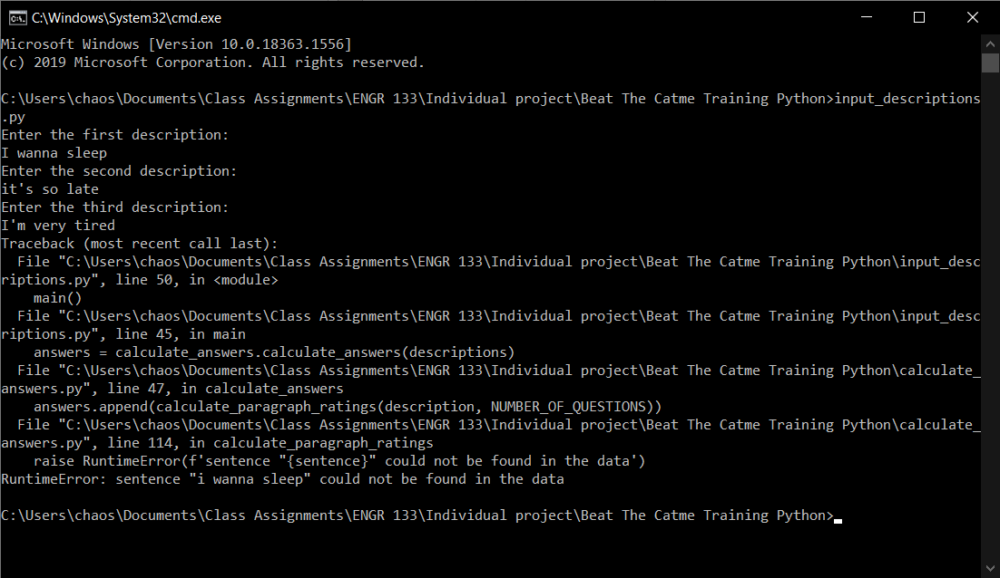 C:\Windows\System32\cmd.exe
Microsoft Windows [Version 10.0.18363.1556]
(c) 2019 Microsoft Corporation. All rights reserved.
C:\Users\chaos\Documents\Class Assignments\ENGR 133\Individual project\Beat The Catme Training Python>input_descriptions
.py
Enter the first description:
I wanna sleep
Enter the second description:
it's so late
Enter the third description:
I'm very tired
Traceback (most recent call last):
  File "C:\Users\chaos\Documents\Class Assignments\ENGR 133\Individual project\Beat The Catme Training Python\input_desc
riptions.py", line 50, in <module>
    main()
  File "C:\Users\chaos\Documents\Class Assignments\ENGR 133\Individual project\Beat The Catme Training Python\input_desc
riptions.py", line 45, in main
    answers = calculate_answers.calculate_answers(descriptions)
  File "C:\Users\chaos\Documents\Class Assignments\ENGR 133\Individual project\Beat The Catme Training Python\calculate_
answers.py", line 47, in calculate_answers
    answers.append(calculate_paragraph_ratings(description, NUMBER_OF_QUESTIONS))
  File "C:\Users\chaos\Documents\Class Assignments\ENGR 133\Individual project\Beat The Catme Training Python\calculate_
answers.py", line 114, in calculate_paragraph_ratings
    raise RuntimeError(f'sentence "{sentence}" could not be found in the data')
RuntimeError: sentence "i wanna sleep" could not be found in the data
C:\Users\chaos\Documents\Class Assignments\ENGR 133\Individual project\Beat The Catme Training Python>